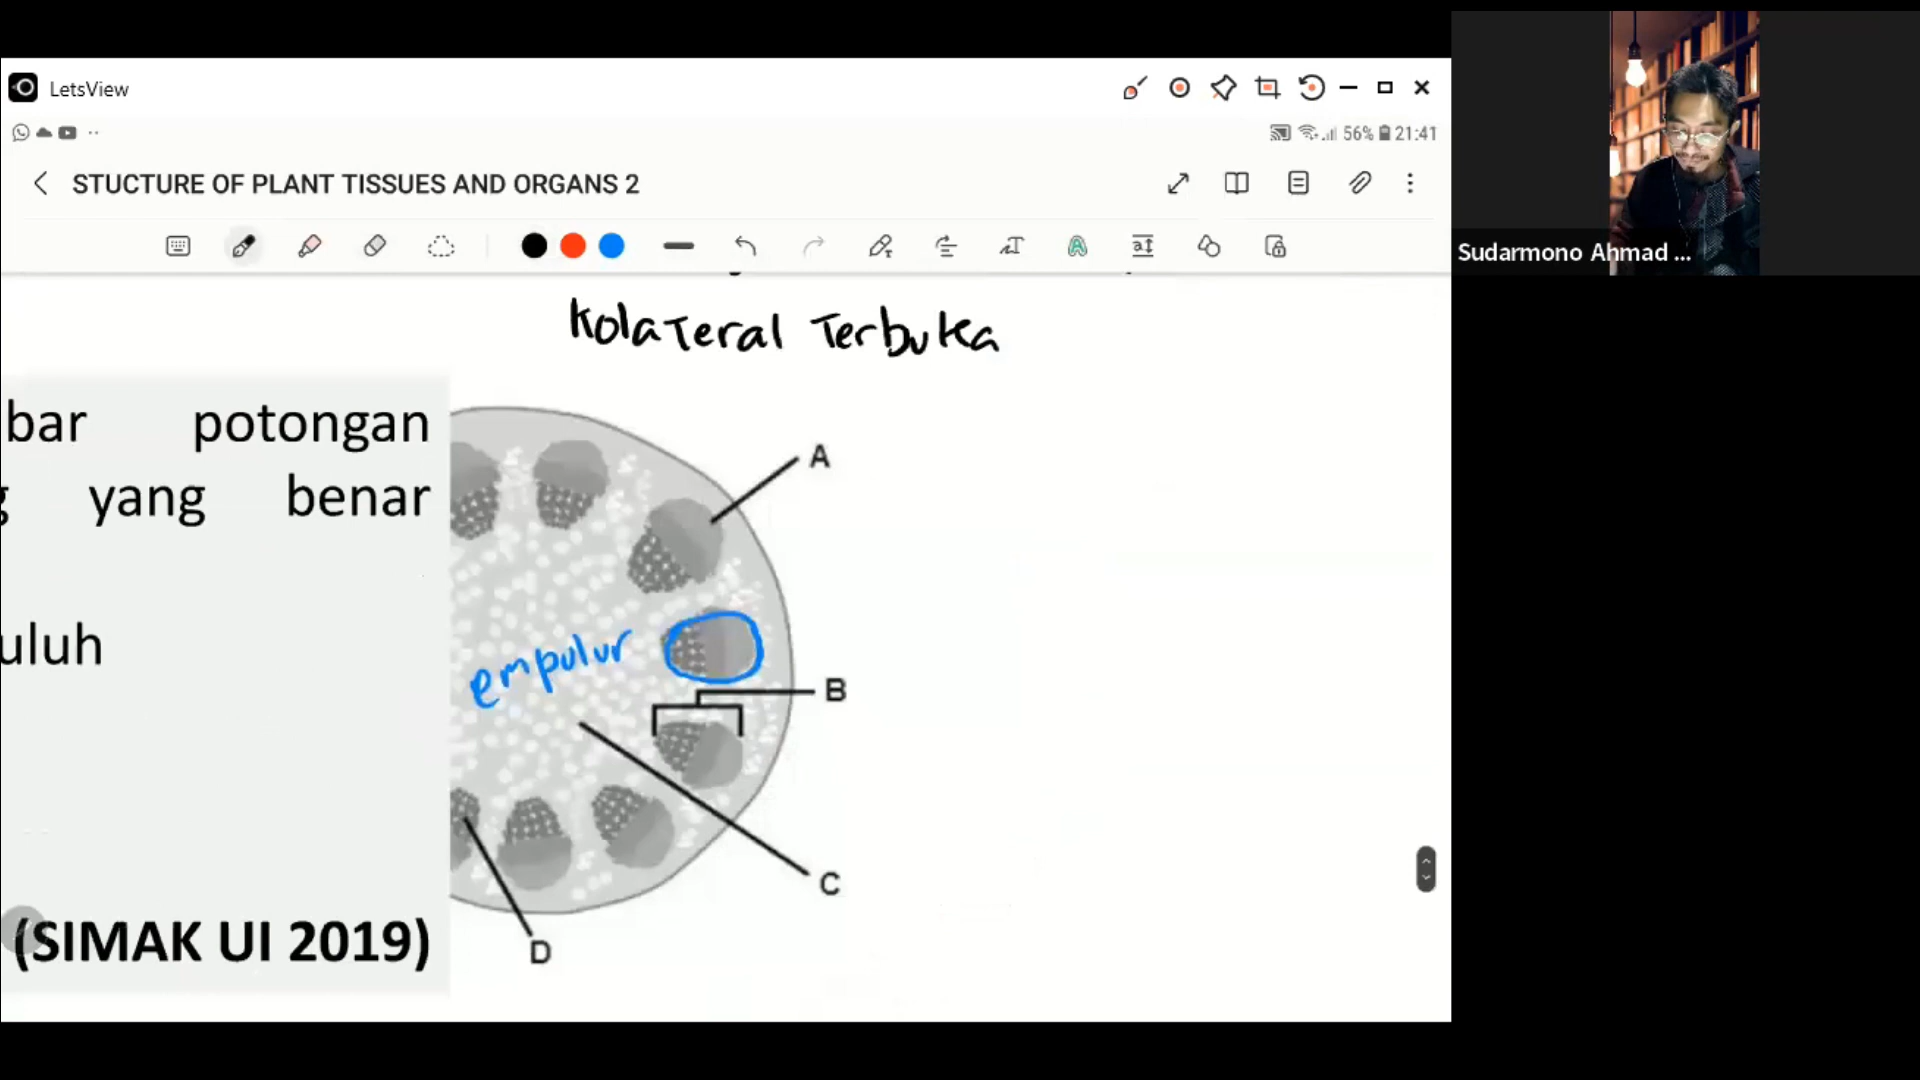 LetsView
56% 21:41
STUCTURE OF PLANT TISSUES AND ORGANS 2
Sudarmono Ahmad ...
Kolateral Terbuka
bar potongan
g yang benar
uluh
(SIMAK UI 2019)
A
empulur
B
C
D